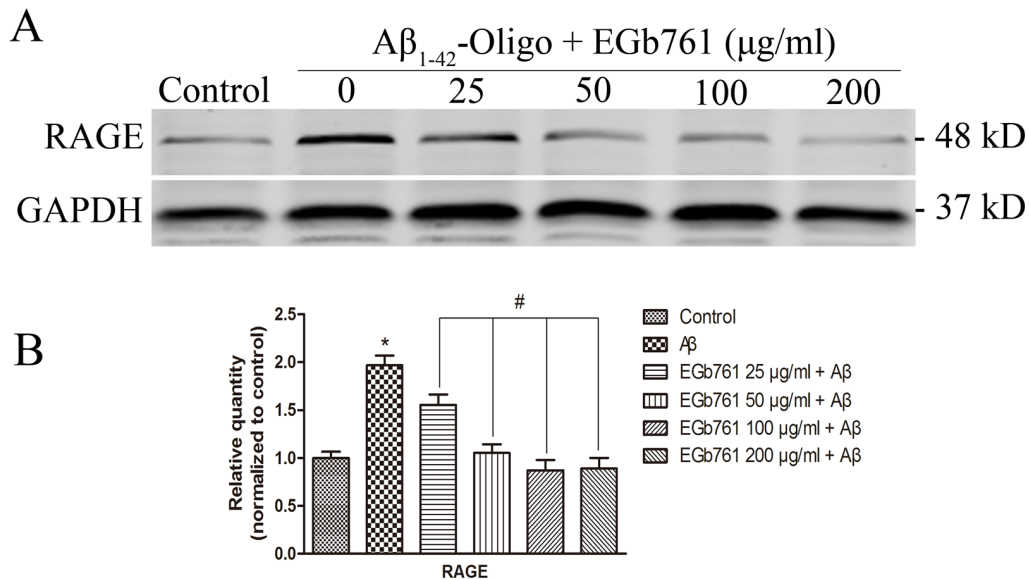 A
Aβ1-42-Oligo + EGb761 (μg/ml)
Control 0 25 50 100 200
RAGE 48 kD
GAPDH 37 kD
B
#
2.5
2.0
1.5
1.0
0.5
0.0
*
Relative quantity
(normalized to control)
RAGE
Control
Aβ
EGb761 25 μg/ml + Aβ
EGb761 50 μg/ml + Aβ
EGb761 100 μg/ml + Aβ
EGb761 200 μg/ml + Aβ